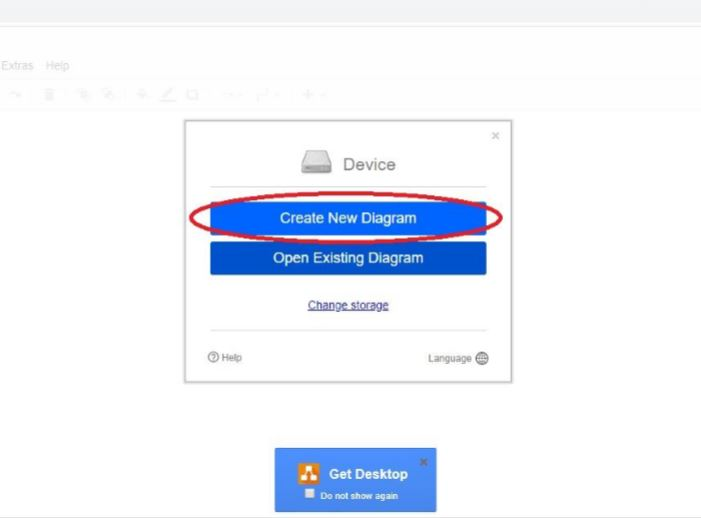 Extras Help
Device
Create New Diagram
Open Existing Diagram
Change storage
Help
Language
Get Desktop
Do not show again